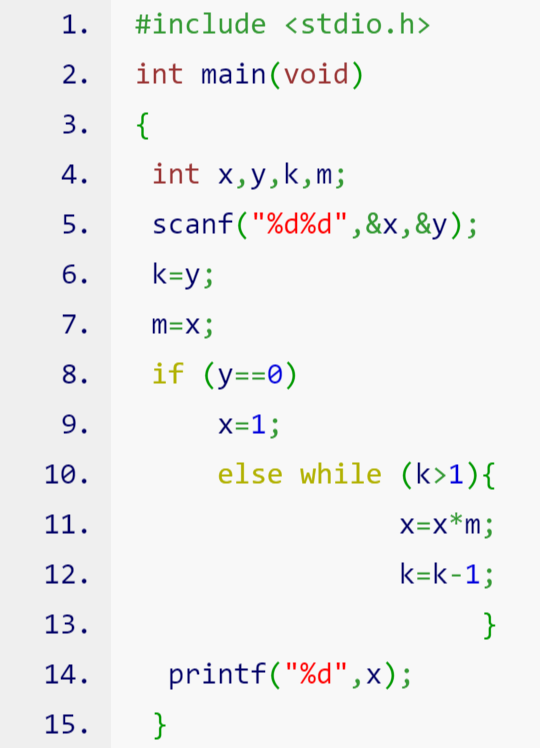 1. #include <stdio.h>
2. int main(void)
3. {
4. int x,y,k,m;
5. scanf("%d%d",&x,&y);
6. k=y;
7. m=x;
8. if (y==0)
9. x=1;
10. else while (k>1){
11. x=x*m;
12. k=k-1;
13. }
14. printf("%d",x);
15. }